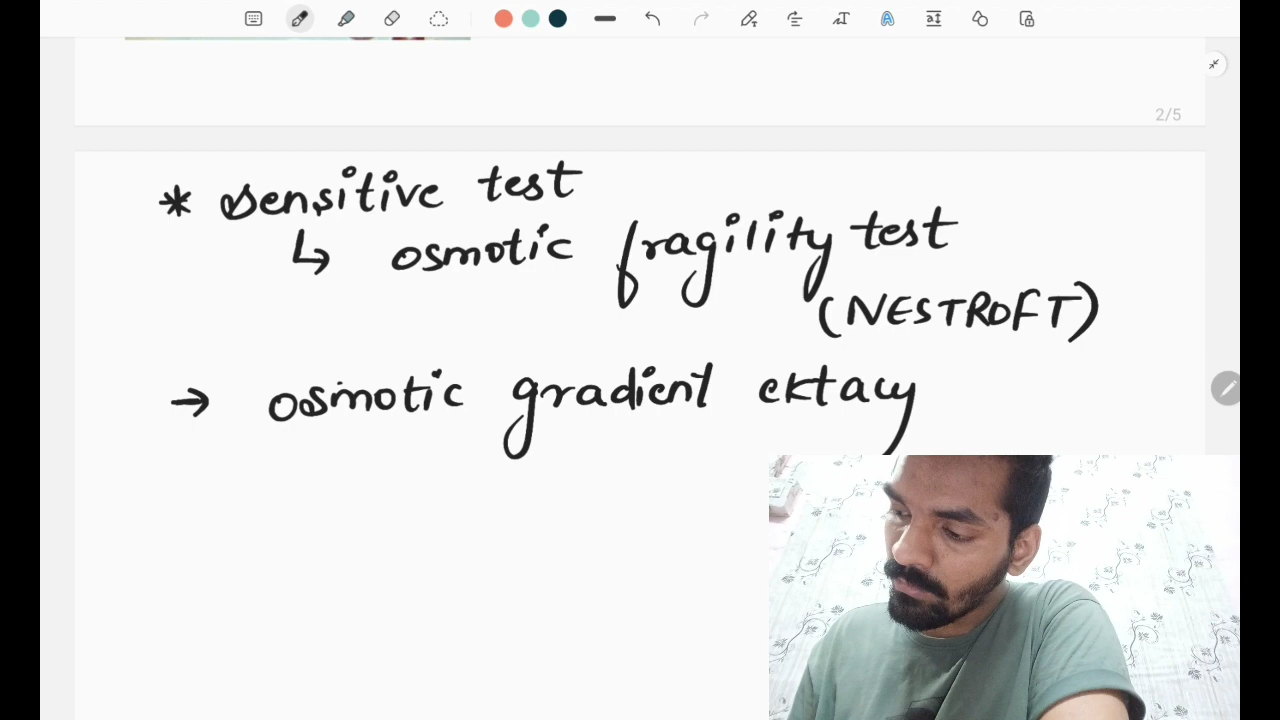 2/5
* Sensitive test
↳ osmotic fragility test
(NESTROFT)
→ osmotic gradient ektacy